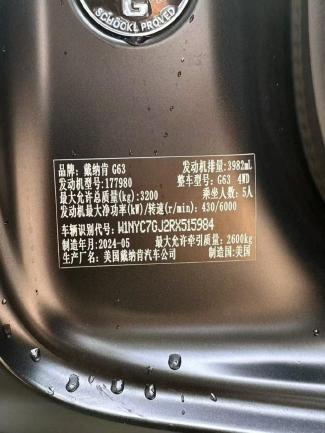 G
SCHÖCKL PROVED
品牌：戴纳肯 G63 发动机排量:3982mL
发动机型号:177980 整车型号: G63 4WD
最大允许总质量(kg):3200 乘坐人数: 5人
发动机最大净功率(kW)/转速(r/min): 430/6000
车辆识别代号: W1NYC7GJ2RX515984
制造年月:2024-05 最大允许牵引质量: 2600kg
生产厂名: 美国戴纳肯汽车公司 制造国:美国